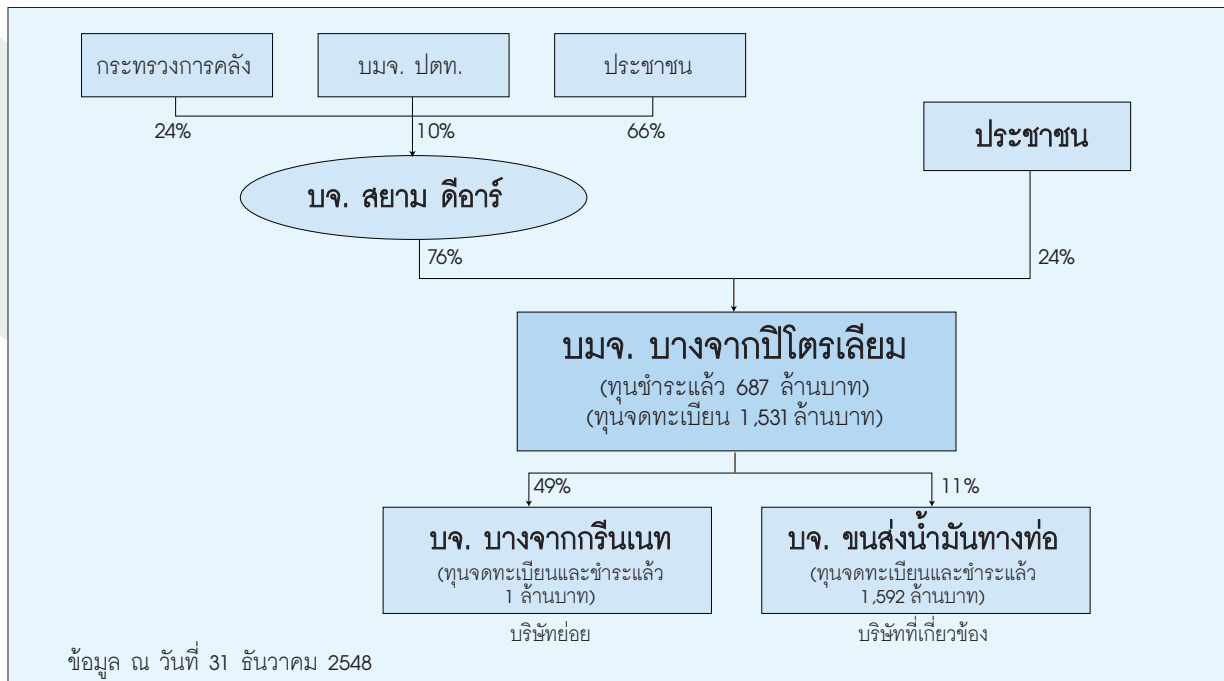 กระทรวงการคลัง
บมจ. ปตท.
ประชาชน
24%
10%
66%
ประชาชน
บจ. สยาม ดีอาร์
76%
24%
บมจ. บางจากปิโตรเลียม
(ทุนชำระแล้ว 687 ล้านบาท)
(ทุนจดทะเบียน 1,531 ล้านบาท)
49%
11%
บจ. บางจากกรีนเนท
(ทุนจดทะเบียนและชำระแล้ว
1 ล้านบาท)
บริษัทย่อย
บจ. ขนส่งน้ำมันทางท่อ
(ทุนจดทะเบียนและชำระแล้ว
1,592 ล้านบาท)
บริษัทที่เกี่ยวข้อง
ข้อมูล ณ วันที่ 31 ธันวาคม 2548